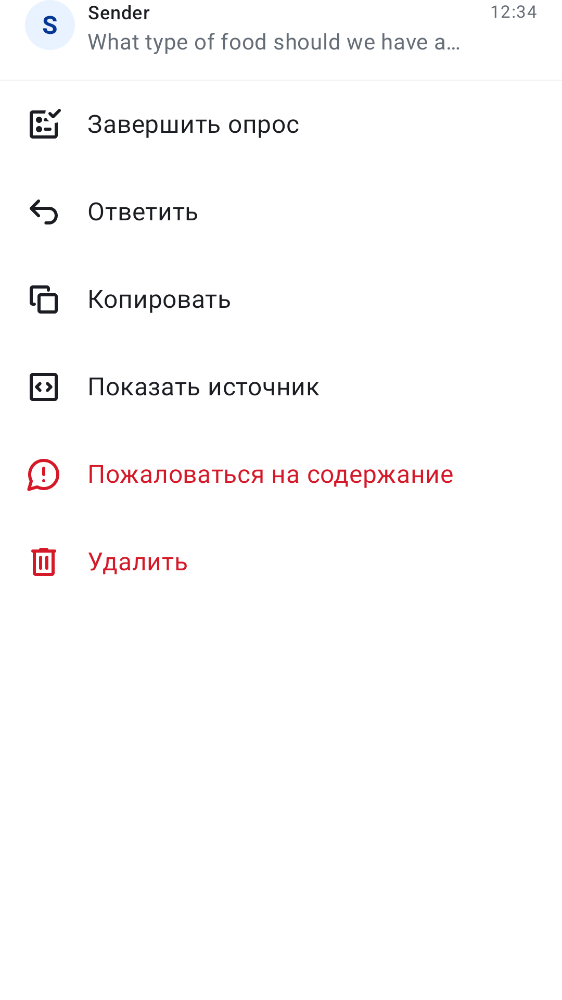 S
Sender
12:34
What type of food should we have a…
Завершить опрос
Ответить
Копировать
Показать источник
Пожаловаться на содержание
Удалить